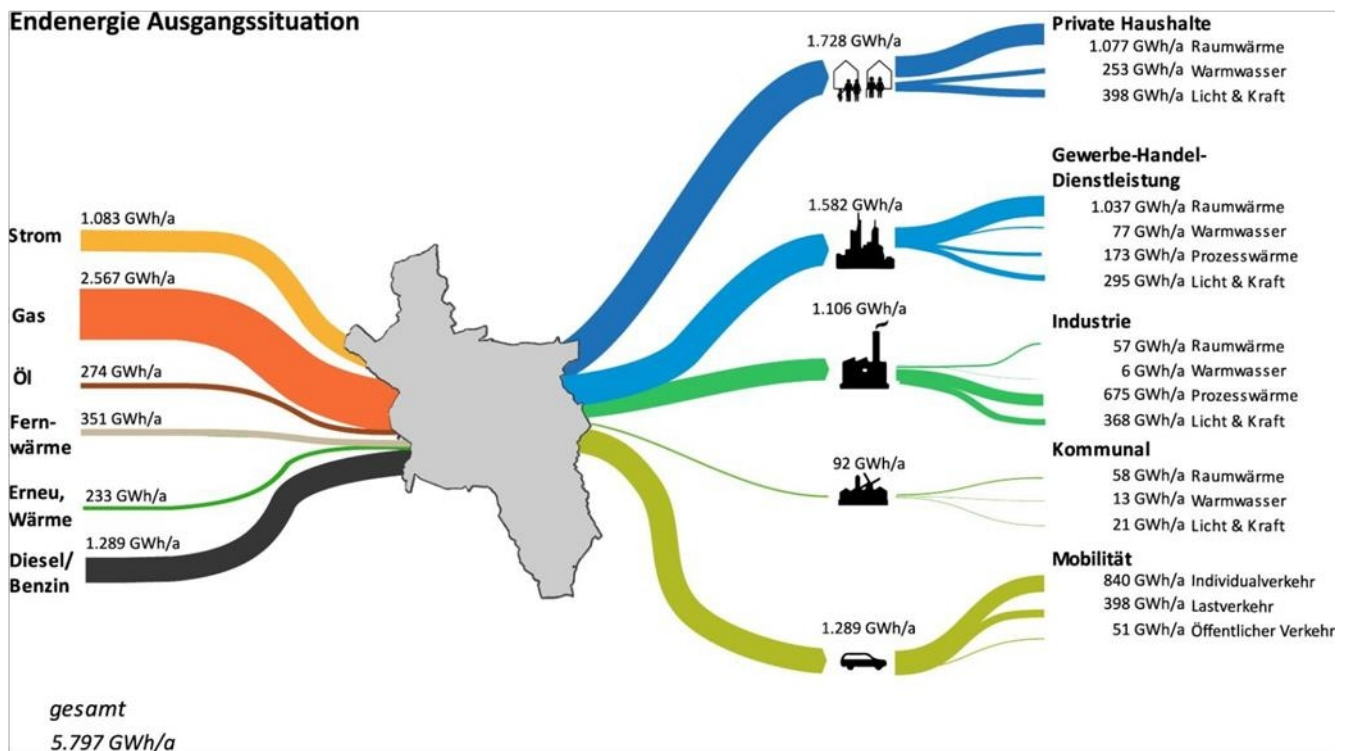 Endenergie Ausgangssituation
Strom
1.083 GWh/a
Gas
2.567 GWh/a
Öl
274 GWh/a
Fern-
wärme
351 GWh/a
Erneu,
Wärme
233 GWh/a
Diesel/
Benzin
1.289 GWh/a
gesamt
5.797 GWh/a
1.728 GWh/a
Private Haushalte
1.077 GWh/a Raumwärme
253 GWh/a Warmwasser
398 GWh/a Licht & Kraft
1.582 GWh/a
Gewerbe-Handel-
Dienstleistung
1.037 GWh/a Raumwärme
77 GWh/a Warmwasser
173 GWh/a Prozesswärme
295 GWh/a Licht & Kraft
1.106 GWh/a
Industrie
57 GWh/a Raumwärme
6 GWh/a Warmwasser
675 GWh/a Prozesswärme
368 GWh/a Licht & Kraft
92 GWh/a
Kommunal
58 GWh/a Raumwärme
13 GWh/a Warmwasser
21 GWh/a Licht & Kraft
1.289 GWh/a
Mobilität
840 GWh/a Individualverkehr
398 GWh/a Lastverkehr
51 GWh/a Öffentlicher Verkehr